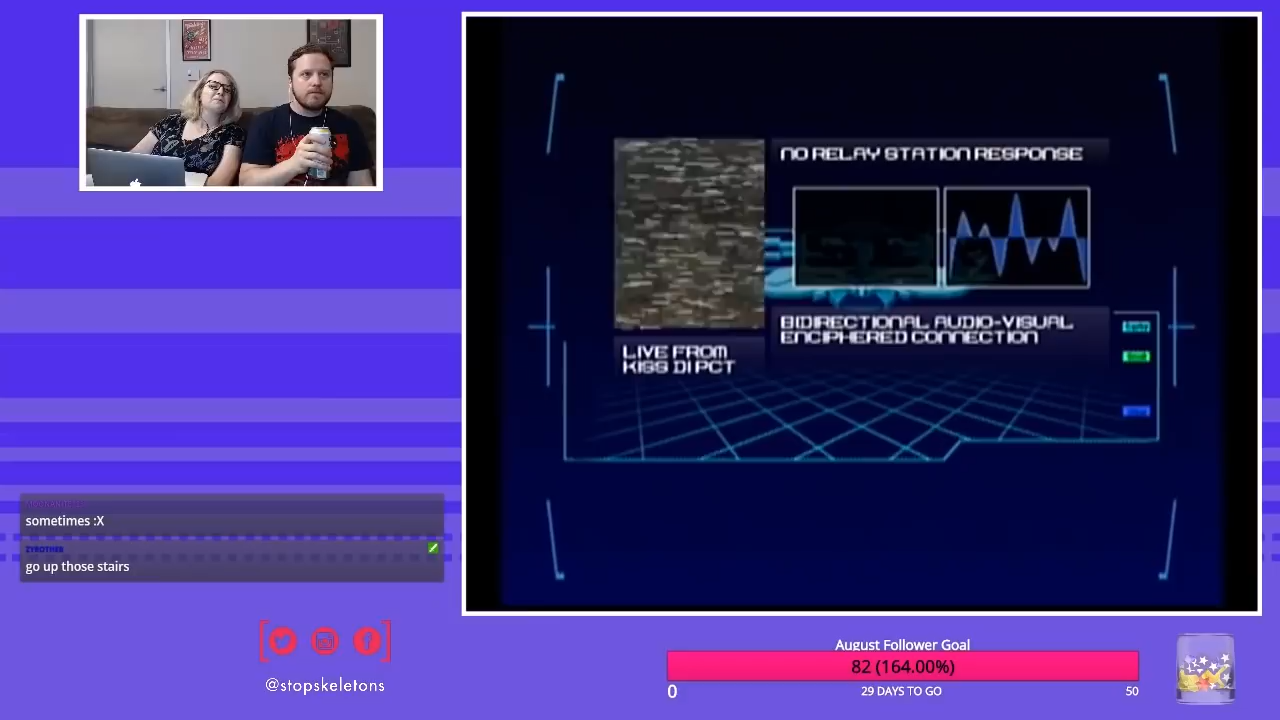 NO RELAY STATION RESPONSE
BIDIRECTIONAL AUDIO-VISUAL
ENCIPHERED CONNECTION
LIVE FROM
KISS DI PCT
sometimes :X
ZYROTHER
go up those stairs
@stopskeletons
August Follower Goal
82 (164.00%)
0
29 DAYS TO GO
50